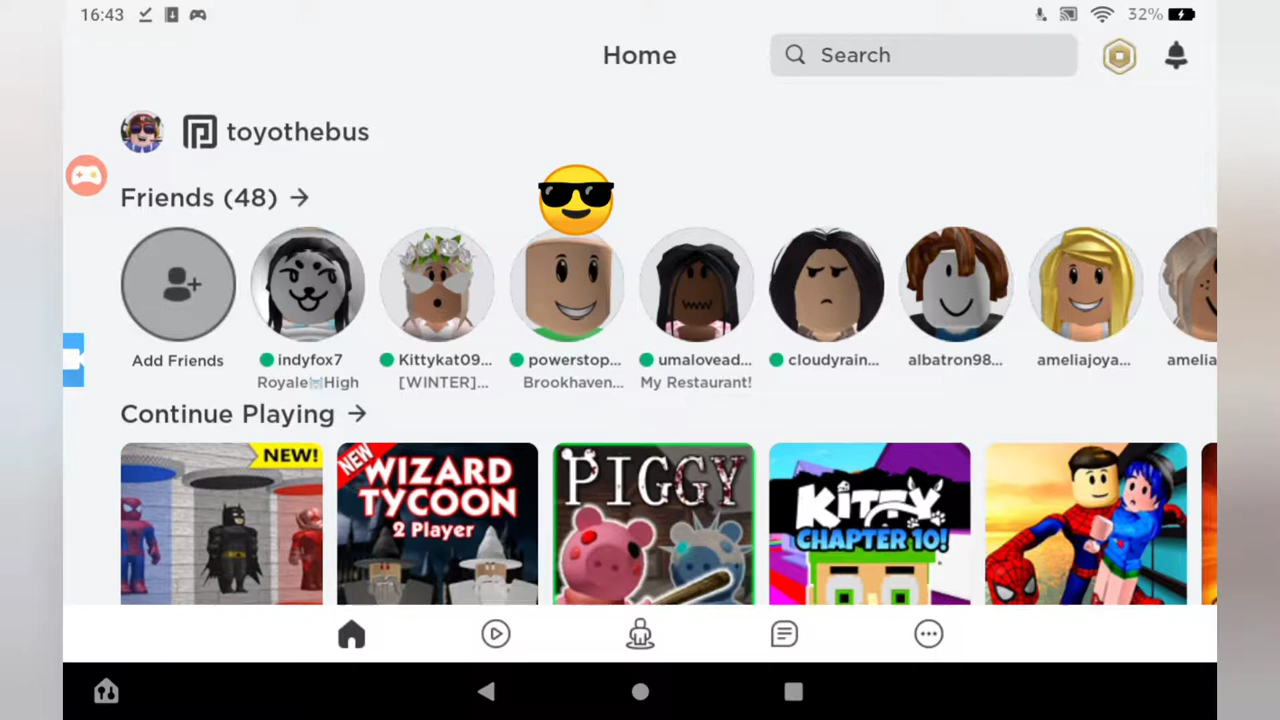 16:43
32%
Home
Search
toyothebus
Friends (48)
Add Friends
indyfox7
Kittykat09...
powerstop...
umalovead...
cloudyrain...
albatron98...
ameliajoya...
amelia
Royale High
[WINTER]...
Brookhaven...
My Restaurant!
Continue Playing
NEW!
NEW
WIZARD
TYCOON
2 Player
PIGGY
KITTY
CHAPTER 10!